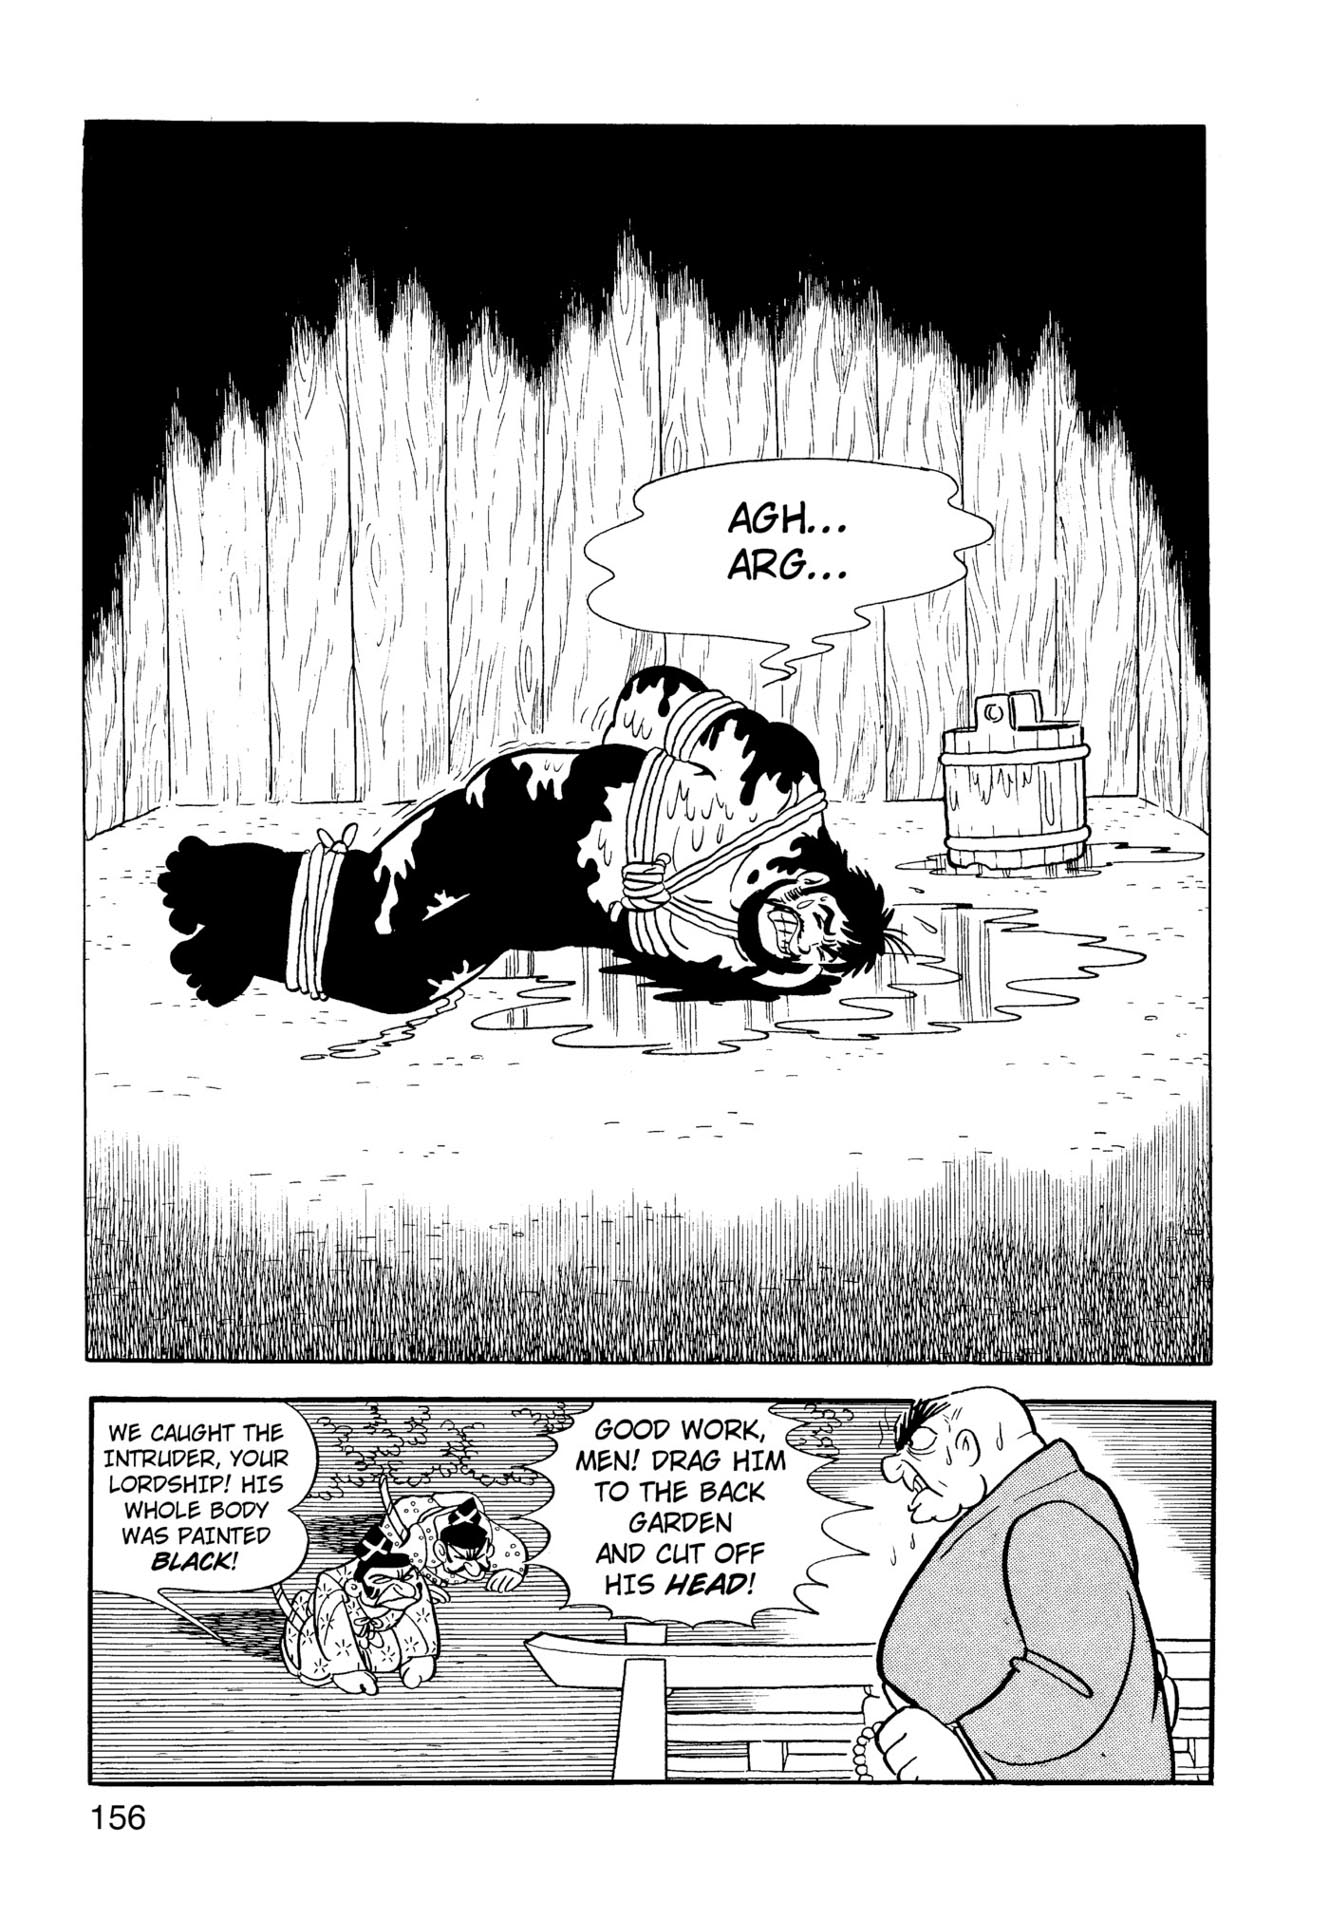 AGH...
ARG...
WE CAUGHT THE
INTRUDER, YOUR
LORDSHIP! HIS
WHOLE BODY
WAS PAINTED
BLACK!
GOOD WORK,
MEN! DRAG HIM
TO THE BACK
GARDEN
AND CUT OFF
HIS HEAD!
156